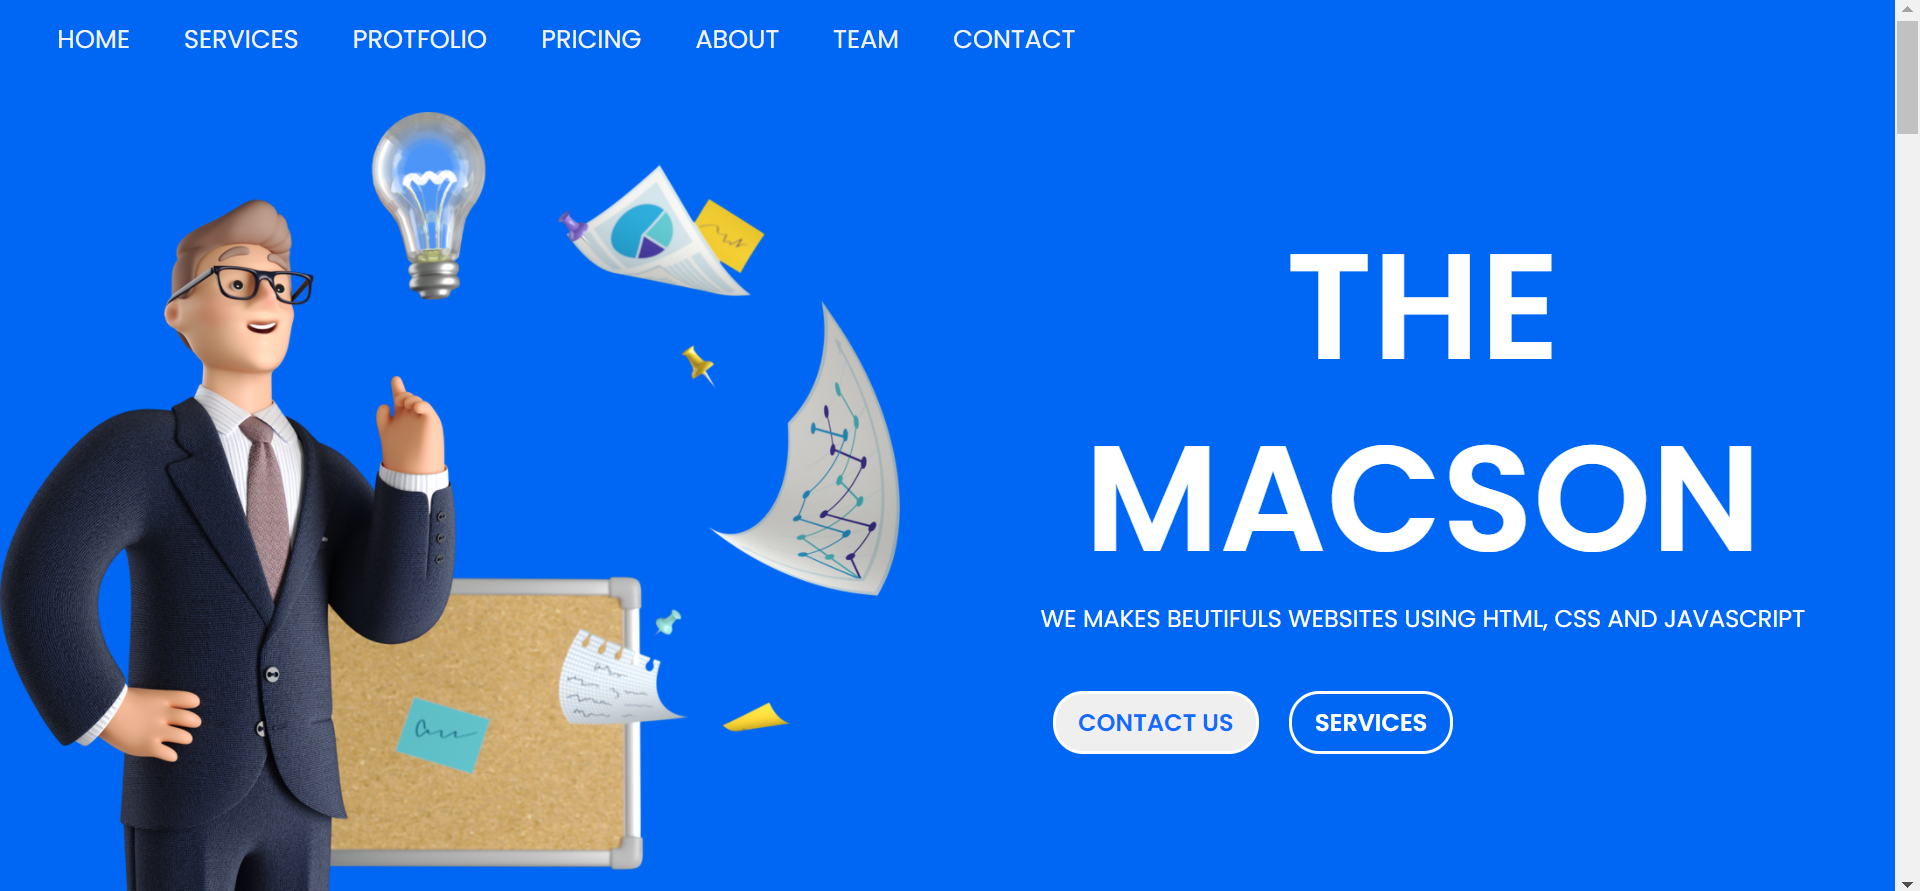 HOME SERVICES PROTFOLIO PRICING ABOUT TEAM CONTACT
THE
MACSON
WE MAKES BEUTIFULS WEBSITES USING HTML, CSS AND JAVASCRIPT
CONTACT US SERVICES